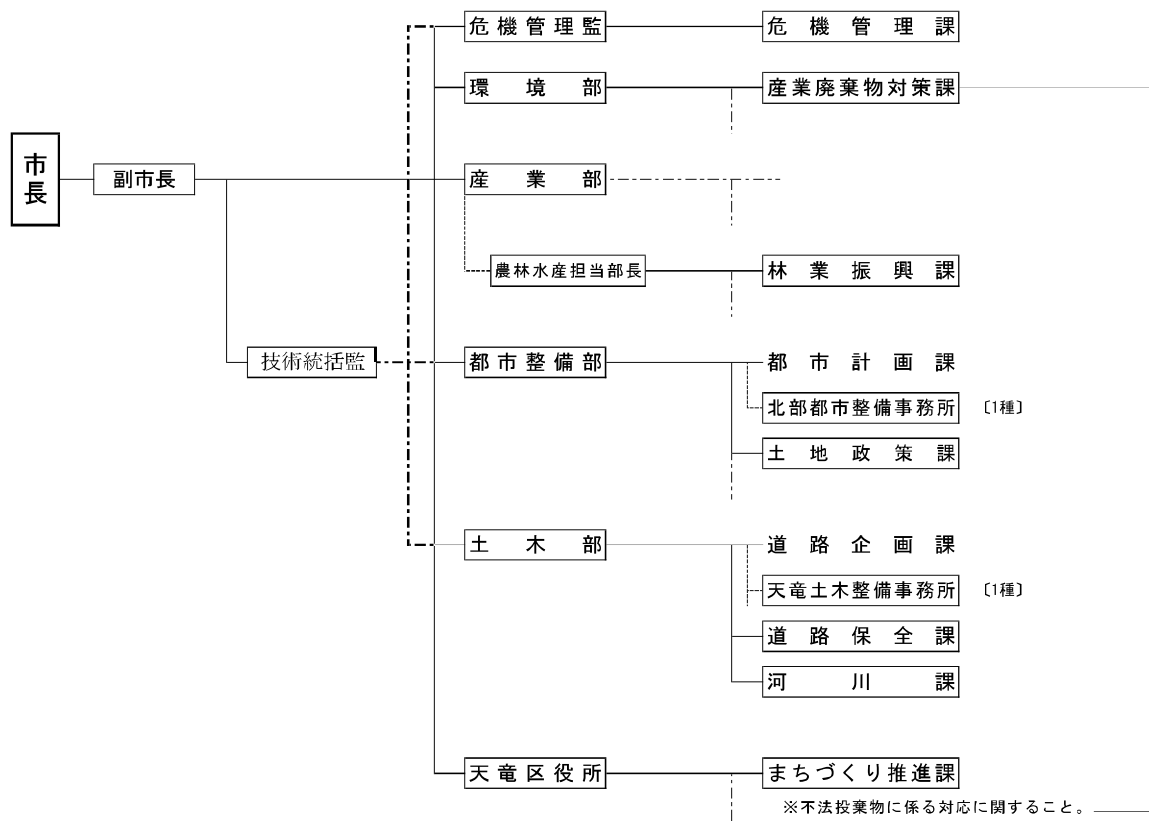 危機管理監
危機管理課
環境部
産業廃棄物対策課
市長
副市長
産業部
農林水産担当部長
林業振興課
技術統括監
都市整備部
都市計画課
北部都市整備事務所
〔1種〕
土地政策課
土木部
道路企画課
天竜土木整備事務所
〔1種〕
道路保全課
河川課
天竜区役所
まちづくり推進課
※不法投棄物に係る対応に関すること。